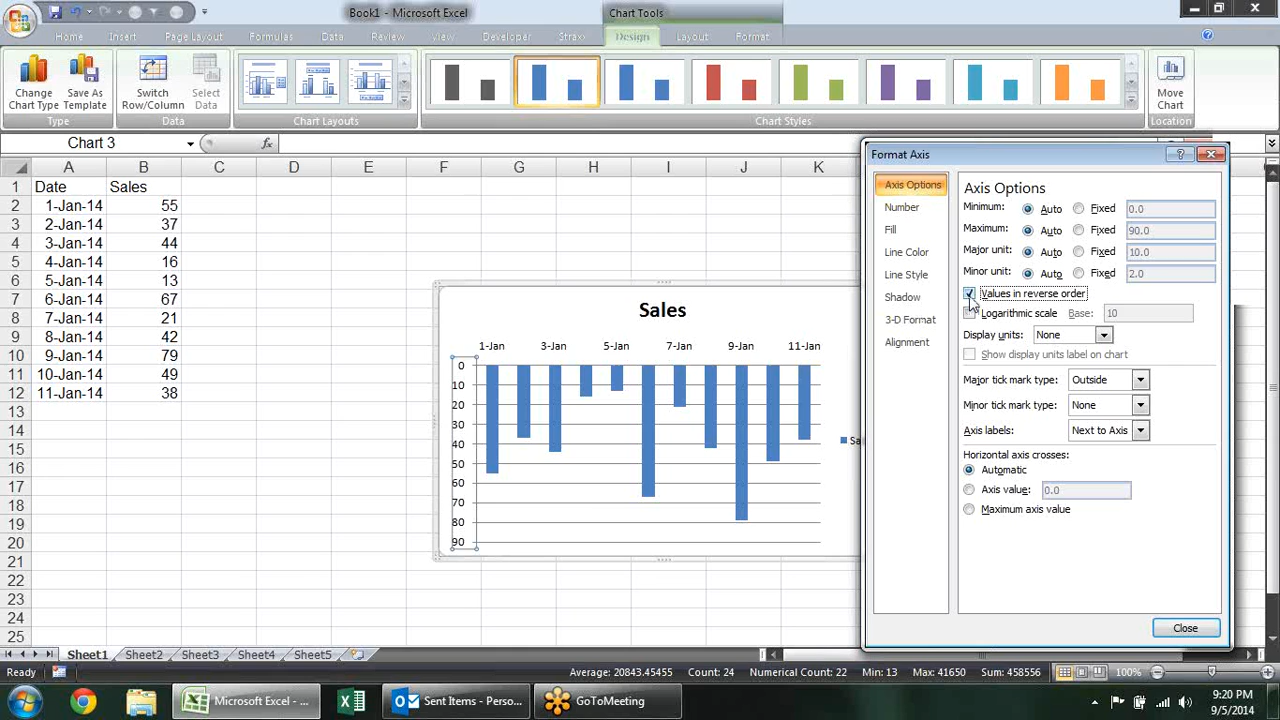 Book1 - Microsoft Excel
Chart Tools
Home Insert Page Layout Formulas Data Review View Developer Design Layout Format
Change Chart Type
Save As Template
Switch Row/Column
Select Data
Move Chart
Type Data Chart Layouts Chart Styles Location
Chart 3 fx
A B C D E F G H I J K
1 Date Sales
2 1-Jan-14 55
3 2-Jan-14 37
4 3-Jan-14 44
5 4-Jan-14 16
6 5-Jan-14 13
7 6-Jan-14 67
8 7-Jan-14 21
9 8-Jan-14 42
10 9-Jan-14 79
11 10-Jan-14 49
12 11-Jan-14 38
13
14
15
16
17
18
19
20
21
22
23
24
25
Sales
1-Jan 3-Jan 5-Jan 7-Jan 9-Jan 11-Jan
0
10
20
30
40
50
60
70
80
90
Format Axis
Axis Options
Number
Fill
Line Color
Line Style
Shadow
3-D Format
Alignment
Axis Options
Minimum: Auto Fixed 0.0
Maximum: Auto Fixed 90.0
Major unit: Auto Fixed 10.0
Minor unit: Auto Fixed 2.0
Values in reverse order
Logarithmic scale Base: 10
Display units: None
Show display units label on chart
Major tick mark type: Outside
Minor tick mark type: None
Axis labels: Next to Axis
Horizontal axis crosses:
Automatic
Axis value: 0.0
Maximum axis value
Close
Sheet1 Sheet2 Sheet3 Sheet4 Sheet5
Ready Average: 20843.45455 Count: 24 Numerical Count: 22 Min: 13 Max: 41650 Sum: 458556 100%
Microsoft Excel - ... Sent Items - Perso... GoToMeeting
9:20 PM
9/5/2014